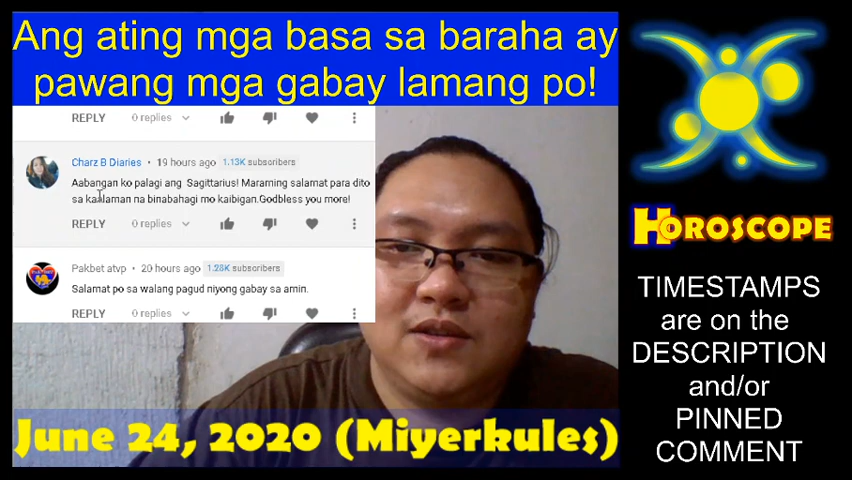 Ang ating mga basa sa baraha ay
pawang mga gabay lamang po!
REPLY 0 replies
Charz B Diaries • 19 hours ago 1.13K subscribers
Aabangan ko palagi ang Sagittarius! Maraming salamat para dito
sa kaalaman na binabahagi mo kaibigan.Godbless you more!
REPLY 0 replies
Pakbet atvp • 20 hours ago 1.28K subscribers
Salamat po sa walang pagud niyong gabay sa amin.
REPLY 0 replies
June 24, 2020 (Miyerkules)
HOROSCOPE
TIMESTAMPS
are on the
DESCRIPTION
and/or
PINNED
COMMENT